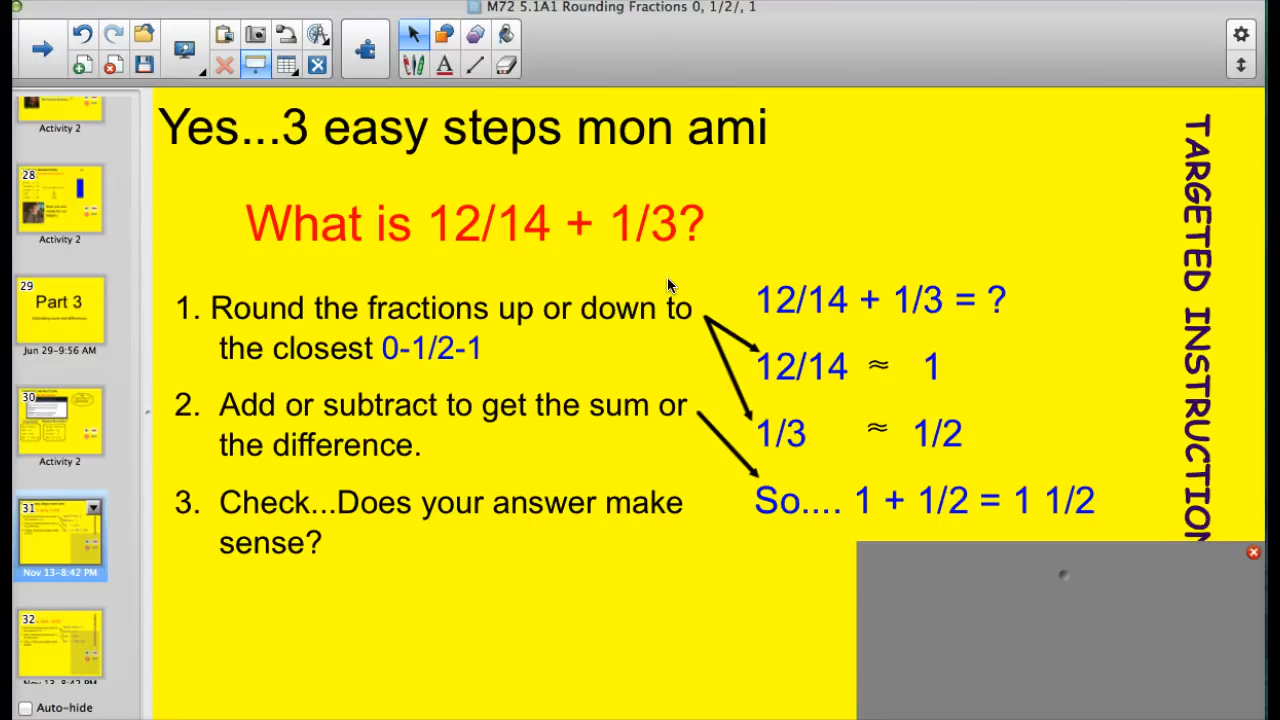 M72 5.1A1 Rounding Fractions 0, 1/2/, 1
Activity 2
28
Activity 2
29
Part 3
Jun 29-9:56 AM
30
Activity 2
31
Nov 13-8:42 PM
32
Nov 13-8:42 PM
Auto-hide
Yes...3 easy steps mon ami
What is 12/14 + 1/3?
1. Round the fractions up or down to
the closest 0-1/2-1
2. Add or subtract to get the sum or
the difference.
3. Check...Does your answer make
sense?
12/14 + 1/3 = ?
12/14 ≈ 1
1/3 ≈ 1/2
So.... 1 + 1/2 = 1 1/2
TARGETED INSTRUCTION